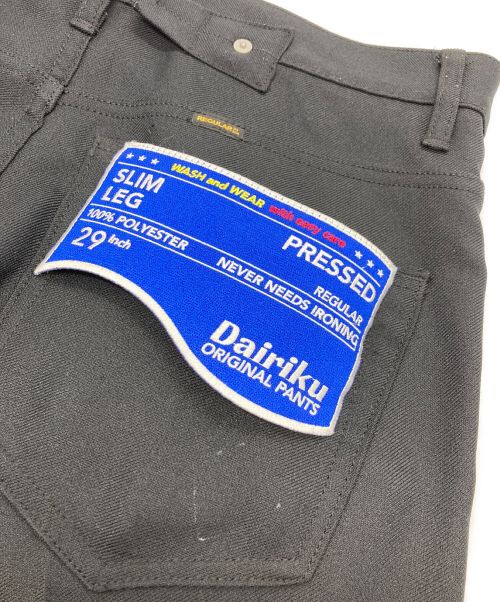 REGULAR
★★★ WASH and WEAR with easy care ★★★
SLIM
LEG
PRESSED
100% POLYESTER
REGULAR
29 Inch
NEVER NEEDS IRONING
Dairiku
ORIGINAL PANTS